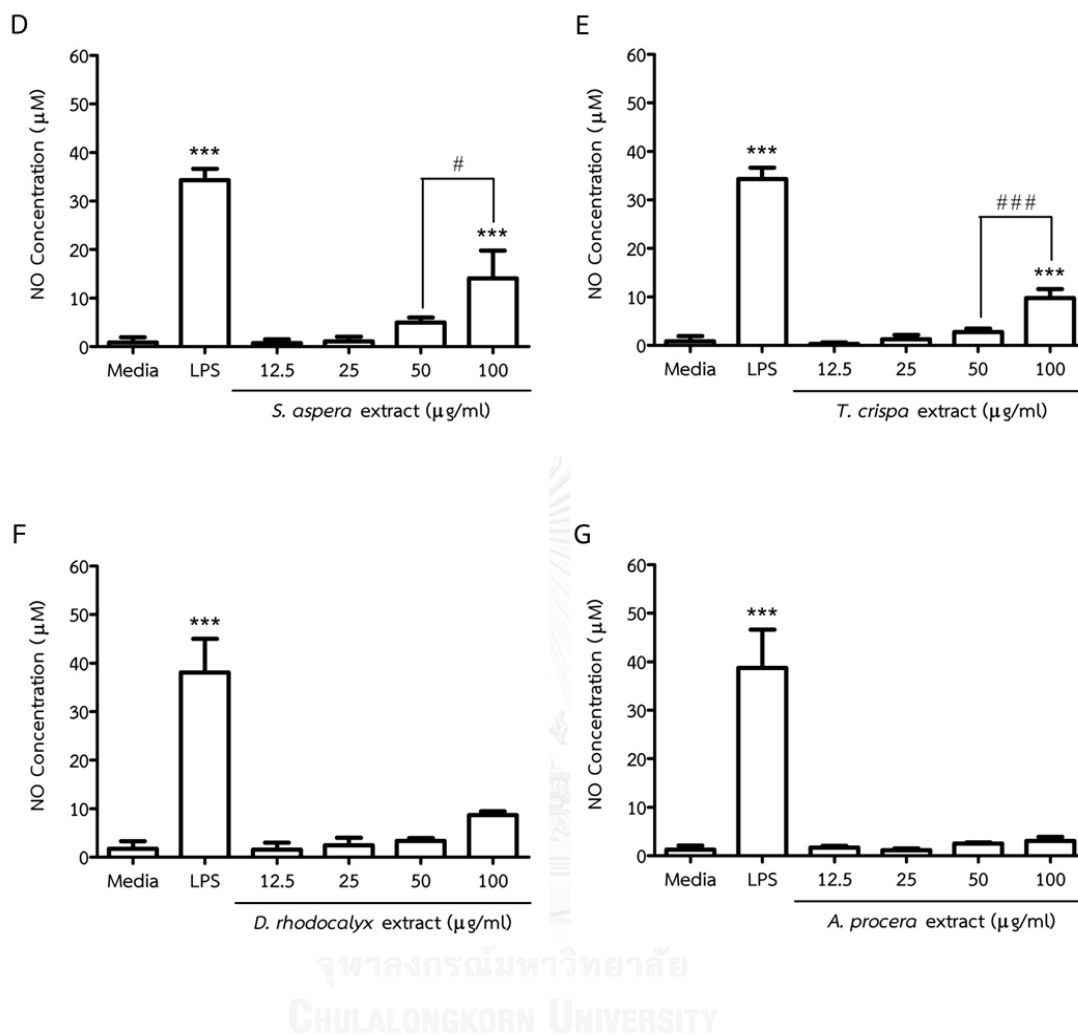 D
NO Concentration (μM)
60
50
40
30
20
10
0
***
#
***
Media LPS 12.5 25 50 100
S. aspera extract (μg/ml)
E
NO Concentration (μM)
60
50
40
30
20
10
0
***
###
***
Media LPS 12.5 25 50 100
T. crispa extract (μg/ml)
F
NO Concentration (μM)
60
50
40
30
20
10
0
***
Media LPS 12.5 25 50 100
D. rhodocalyx extract (μg/ml)
G
NO Concentration (μM)
60
50
40
30
20
10
0
***
Media LPS 12.5 25 50 100
A. procera extract (μg/ml)
จุฬาลงกรณ์มหาวิทยาลัย
CHULALONGKORN UNIVERSITY